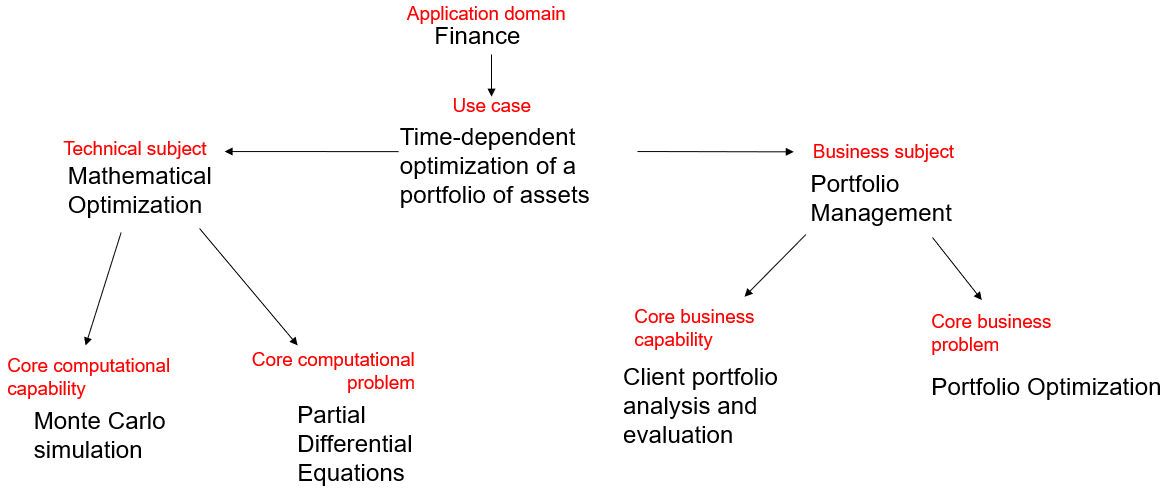 Application domain
Finance
Use case
Time-dependent
optimization of a
portfolio of assets
Technical subject
Mathematical
Optimization
Business subject
Portfolio
Management
Core computational
capability
Monte Carlo
simulation
Core computational
problem
Partial
Differential
Equations
Core business
capability
Client portfolio
analysis and
evaluation
Core business
problem
Portfolio Optimization